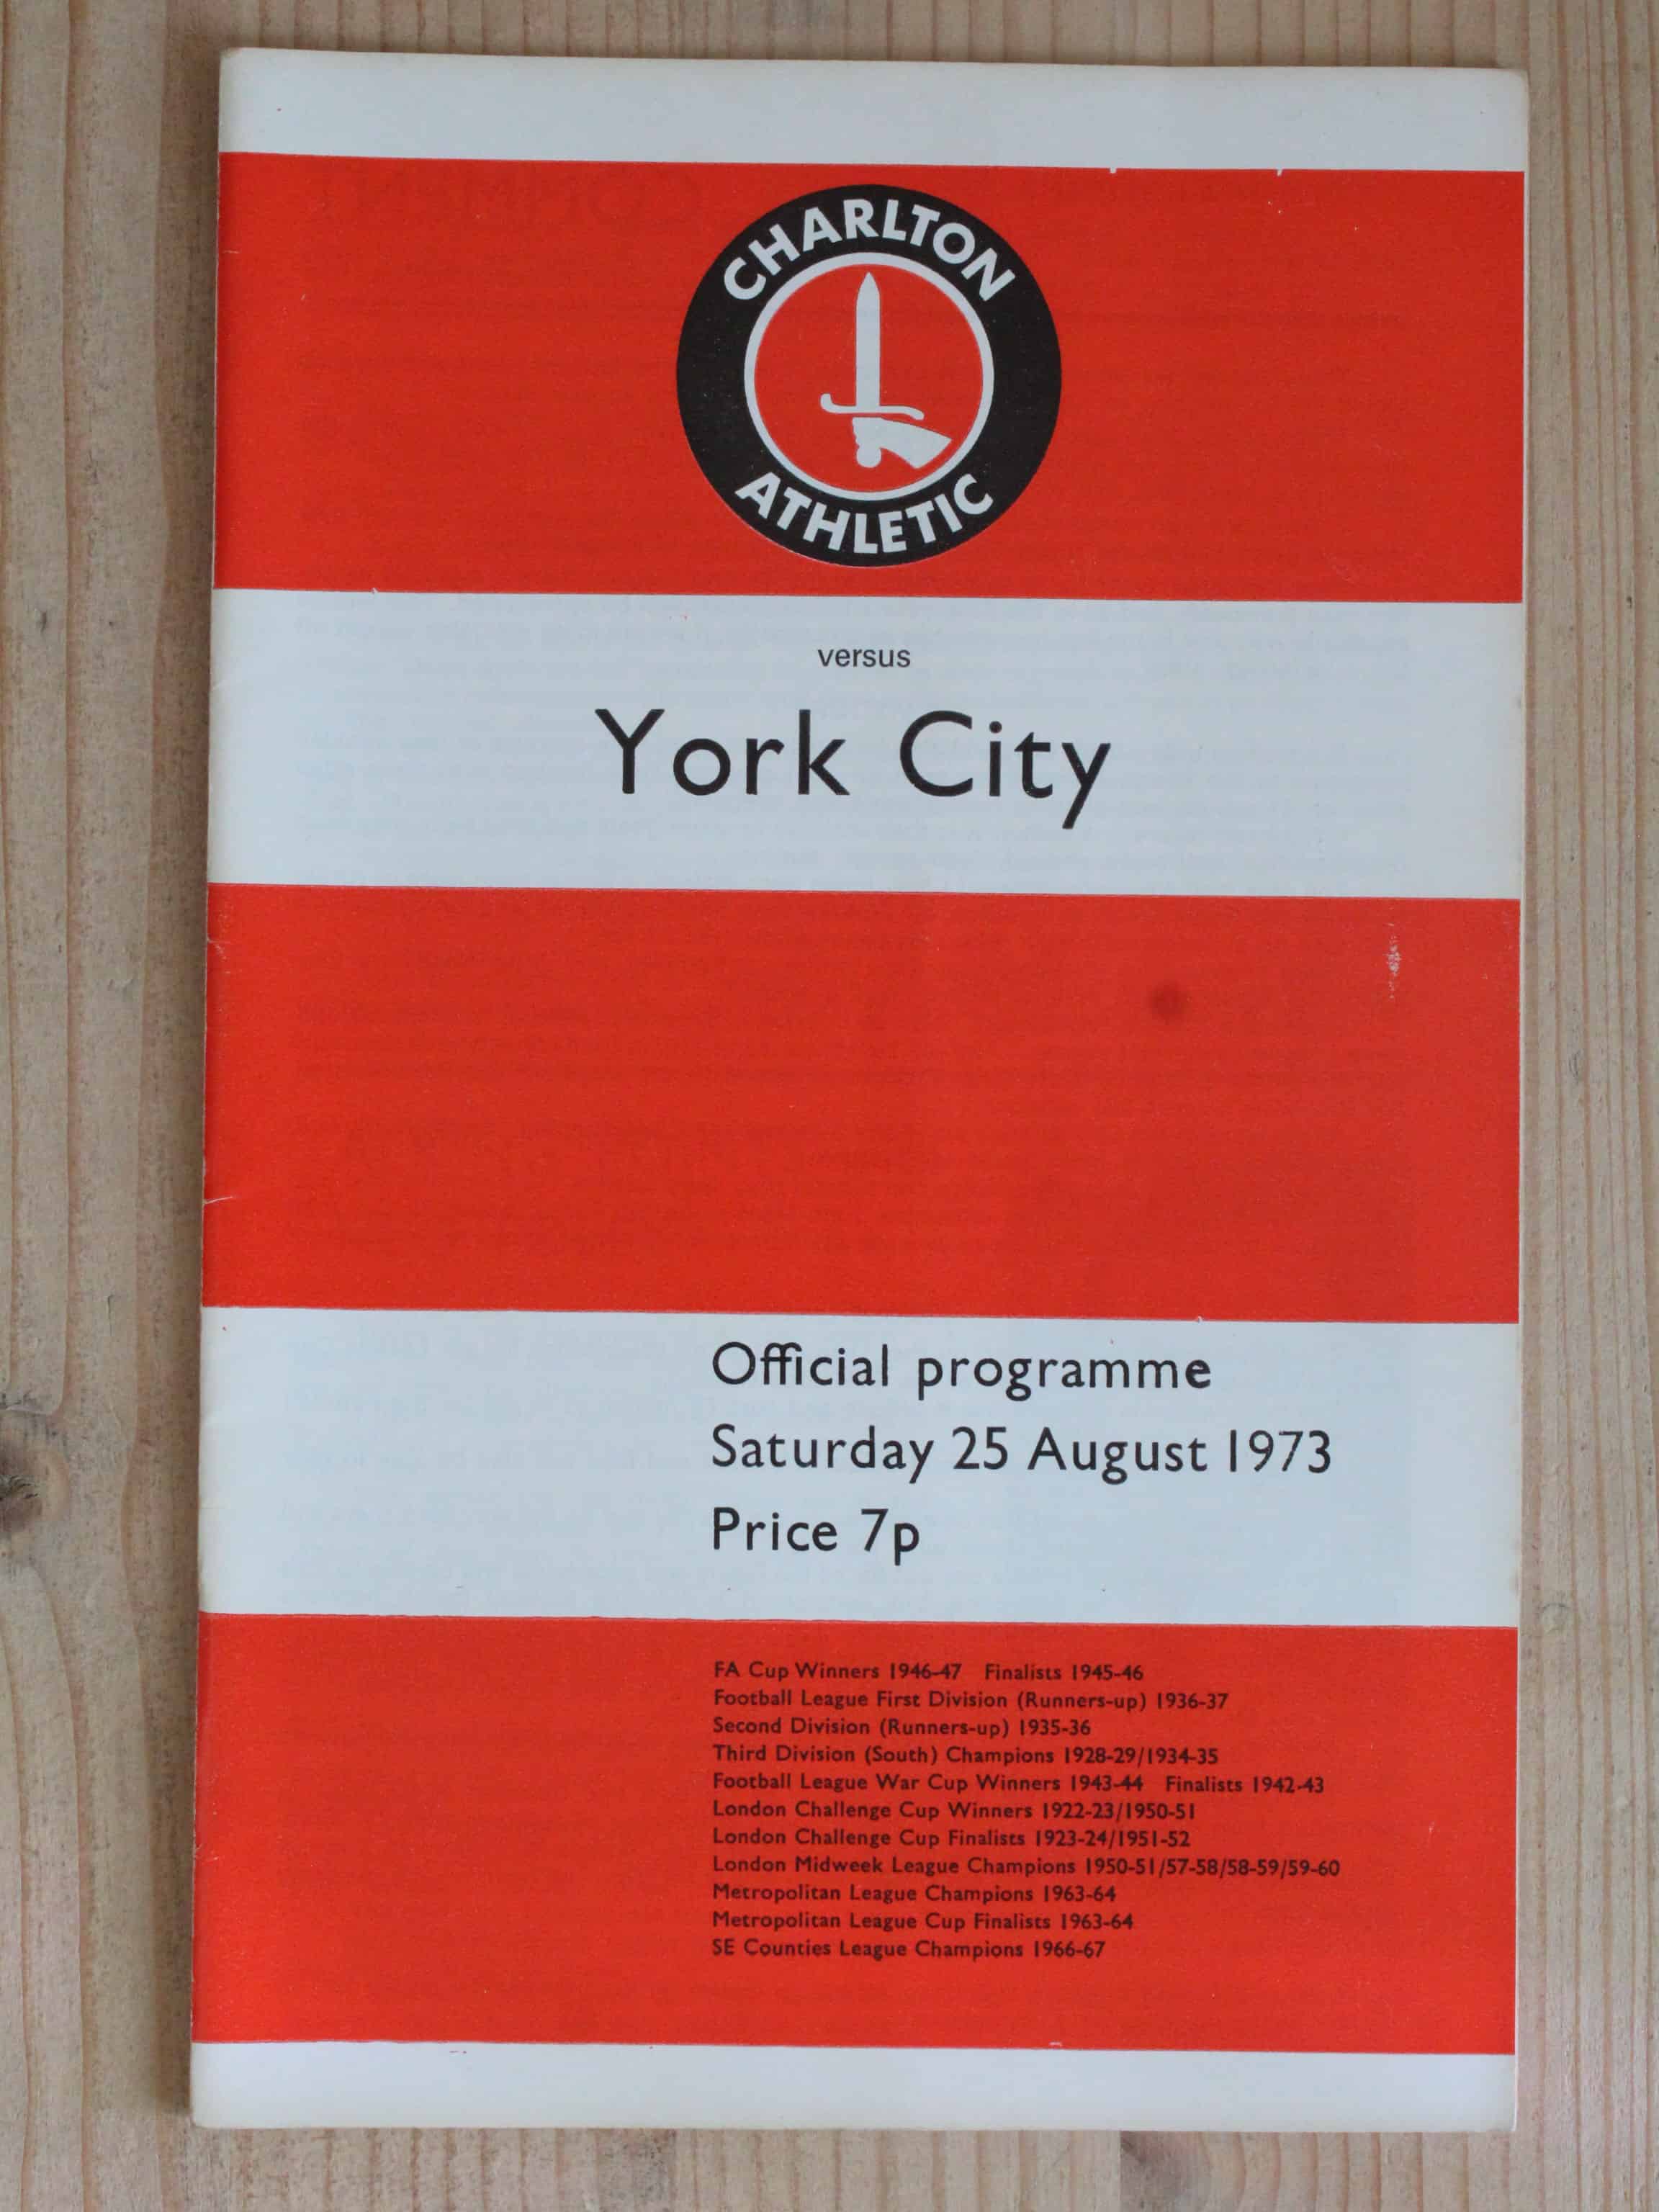 CHARLTON
ATHLETIC
versus
York City
Official programme
Saturday 25 August 1973
Price 7p
FA Cup Winners 1946-47 Finalists 1945-46
Football League First Division (Runners-up) 1936-37
Second Division (Runners-up) 1935-36
Third Division (South) Champions 1928-29/1934-35
Football League War Cup Winners 1943-44 Finalists 1942-43
London Challenge Cup Winners 1922-23/1950-51
London Challenge Cup Finalists 1923-24/1951-52
London Midweek League Champions 1950-51/57-58/58-59/59-60
Metropolitan League Champions 1963-64
Metropolitan League Cup Finalists 1963-64
SE Counties League Champions 1966-67